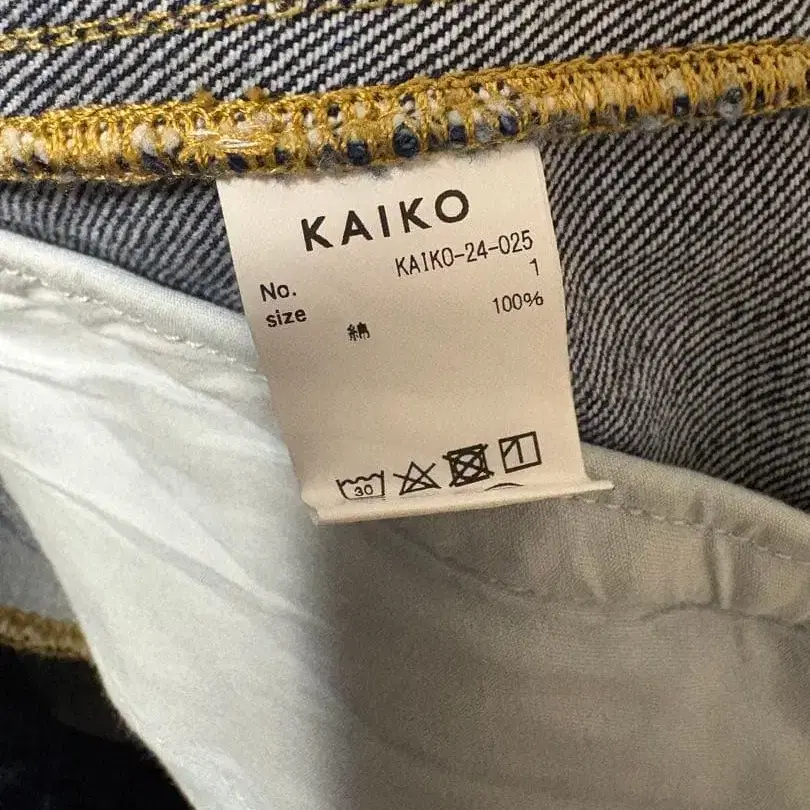 KAIKO
No. KAIKO-24-025
size 1
綿 100%
30